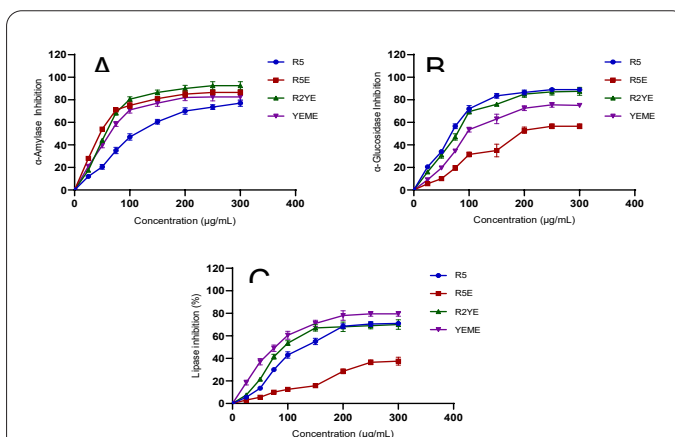 A
α-Amylase Inhibition
120
100
80
60
40
20
0
0
100
200
300
400
Concentration (µg/mL)
R5
R5E
R2YE
YEME
B
α-Glucosidase Inhibition
120
100
80
60
40
20
0
0
100
200
300
400
Concentration (µg/mL)
R5
R5E
R2YE
YEME
C
Lipase inhibition (%)
120
100
80
60
40
20
0
0
100
200
300
400
Concentration (µg/mL)
R5
R5E
R2YE
YEME